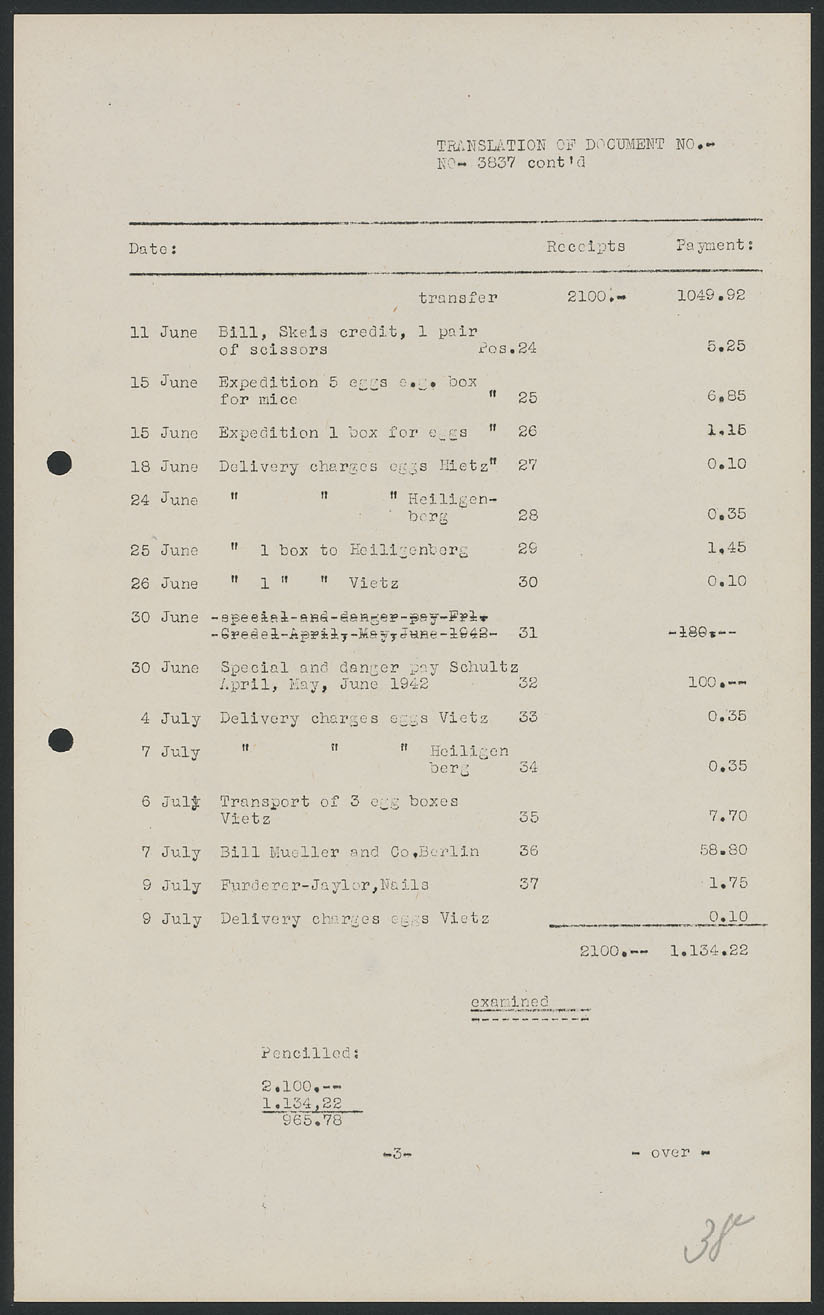 TRANSLATION OF DOCUMENT NO.-
NO- 3837 cont'd
Date: Receipts Payment:
transfer 2100.- 1049.92
11 June Bill, Skeis credit, 1 pair
of scissors Pos.24 5.25
15 June Expedition 5 eggs e.g. box
for mice " 25 6.85
15 June Expedition 1 box for eggs " 26 1.15
18 June Delivery charges eggs Hietz" 27 0.10
24 June " " " Heiligen-
berg 28 0.35
25 June " 1 box to Heiligenberg 29 1.45
26 June " 1 " " Vietz 30 0.10
30 June -special-and-danger-pay-Frl.
-Gredel-April,-May,June-1942- 31 -180.--
30 June Special and danger pay Schultz
April, May, June 1942 32 100.--
4 July Delivery charges eggs Vietz 33 0.35
7 July " " " Heiligen
berg 34 0.35
6 July Transport of 3 egg boxes
Vietz 35 7.70
7 July Bill Mueller and Co,Berlin 36 58.80
9 July Furderer-Jaylor,Nails 37 1.75
9 July Delivery charges eggs Vietz 0.10
2100.-- 1.134.22
examined
Pencilled:
2.100.--
1.134,22
965.78
-3- - over -
38